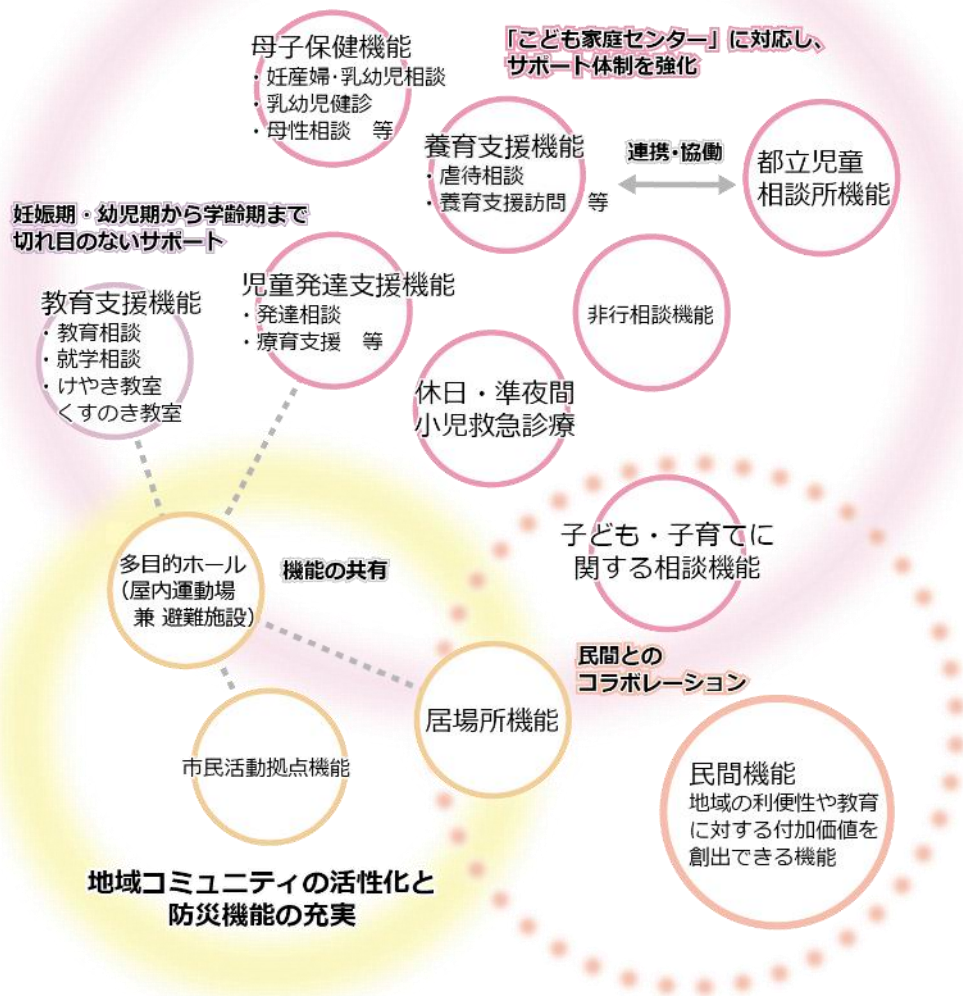 母子保健機能
・妊産婦・乳幼児相談
・乳幼児健診
・母性相談　等
「こども家庭センター」に対応し、
サポート体制を強化
養育支援機能
・虐待相談
・養育支援訪問　等
連携・協働
都立児童
相談所機能
妊娠期・幼児期から学齢期まで
切れ目のないサポート
教育支援機能
・教育相談
・就学相談
・けやき教室
くすのき教室
児童発達支援機能
・発達相談
・療育支援　等
非行相談機能
休日・準夜間
小児救急診療
子ども・子育てに
関する相談機能
多目的ホール
（屋内運動場
兼 避難施設）
機能の共有
民間との
コラボレーション
居場所機能
市民活動拠点機能
民間機能
地域の利便性や教育
に対する付加価値を
創出できる機能
地域コミュニティの活性化と
防災機能の充実